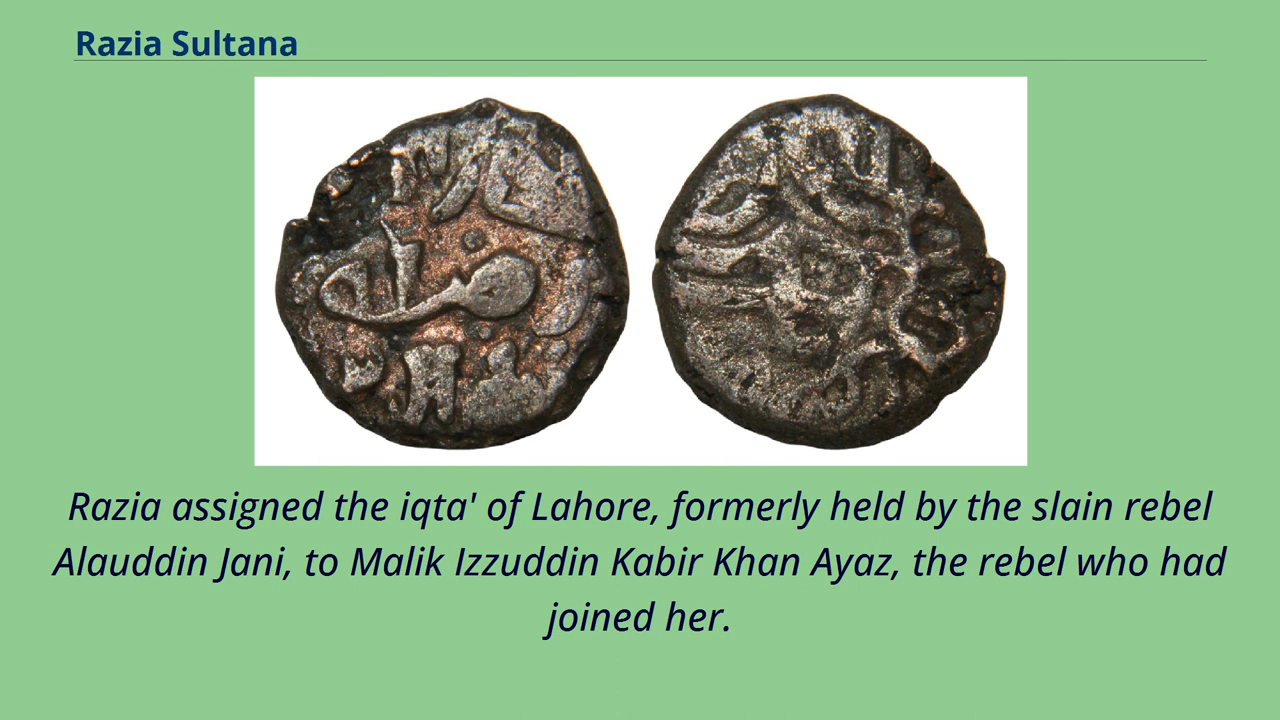 Razia Sultana
Razia assigned the iqta' of Lahore, formerly held by the slain rebel
Alauddin Jani, to Malik Izzuddin Kabir Khan Ayaz, the rebel who had
joined her.